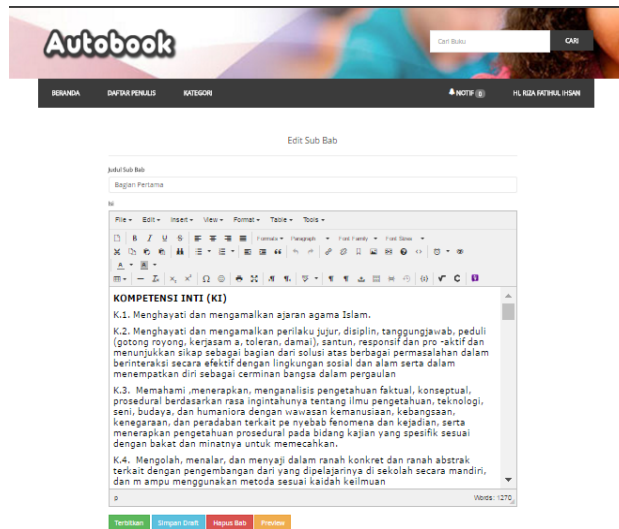 Autobook
Cari Buku
CARI
BERANDA DAFTAR PENULIS KATEGORI NOTIF 0 HI, RIZA FATIHUL IHSAN
Edit Sub Bab
Judul Sub Bab
Bagian Pertama
Isi
File Edit Insert View Format Table Tools
Formats Paragraph Font Family Font Sizes
KOMPETENSI INTI (KI)
K.1. Menghayati dan mengamalkan ajaran agama Islam.
K.2. Menghayati dan mengamalkan perilaku jujur, disiplin, tanggungjawab, peduli
(gotong royong, kerjasam a, toleran, damai), santun, responsif dan pro -aktif dan
menunjukkan sikap sebagai bagian dari solusi atas berbagai permasalahan dalam
berinteraksi secara efektif dengan lingkungan sosial dan alam serta dalam
menempatkan diri sebagai cerminan bangsa dalam pergaulan
K.3. Memahami ,menerapkan, menganalisis pengetahuan faktual, konseptual,
prosedural berdasarkan rasa ingintahunya tentang ilmu pengetahuan, teknologi,
seni, budaya, dan humaniora dengan wawasan kemanusiaan, kebangsaan,
kenegaraan, dan peradaban terkait pe nyebab fenomena dan kejadian, serta
menerapkan pengetahuan prosedural pada bidang kajian yang spesifik sesuai
dengan bakat dan minatnya untuk memecahkan.
K.4. Mengolah, menalar, dan menyaji dalam ranah konkret dan ranah abstrak
terkait dengan pengembangan dari yang dipelajarinya di sekolah secara mandiri,
dan m ampu menggunakan metoda sesuai kaidah keilmuan
p Words: 1270
Terbitkan Simpan Draft Hapus Bab Preview